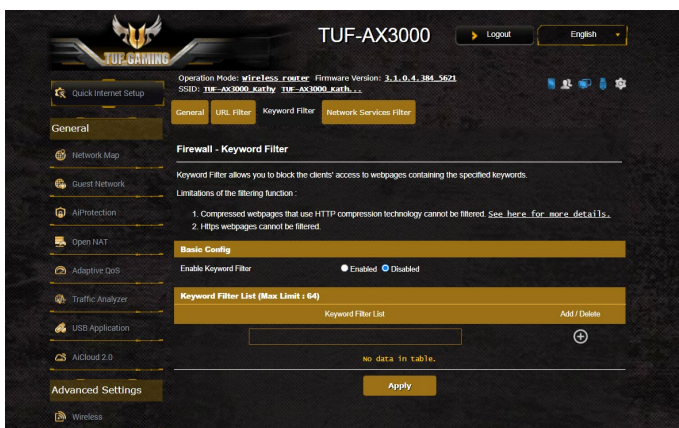 TUF GAMING
TUF-AX3000
Logout
English
Operation Mode: Wireless router Firmware Version: 3.1.0.4.384_5621
SSID: TUF-AX3000_Kathy TUF-AX3000_Kath...
Quick Internet Setup
General
URL Filter
Keyword Filter
Network Services Filter
General
Network Map
Guest Network
AiProtection
Open NAT
Adaptive QoS
Traffic Analyzer
USB Application
AiCloud 2.0
Advanced Settings
Wireless
Firewall - Keyword Filter
Keyword Filter allows you to block the clients' access to webpages containing the specified keywords.
Limitations of the filtering function :
1. Compressed webpages that use HTTP compression technology cannot be filtered. See here for more details.
2. Https webpages cannot be filtered.
Basic Config
Enable Keyword Filter
Enabled Disabled
Keyword Filter List (Max Limit : 64)
Keyword Filter List
Add / Delete
No data in table.
Apply